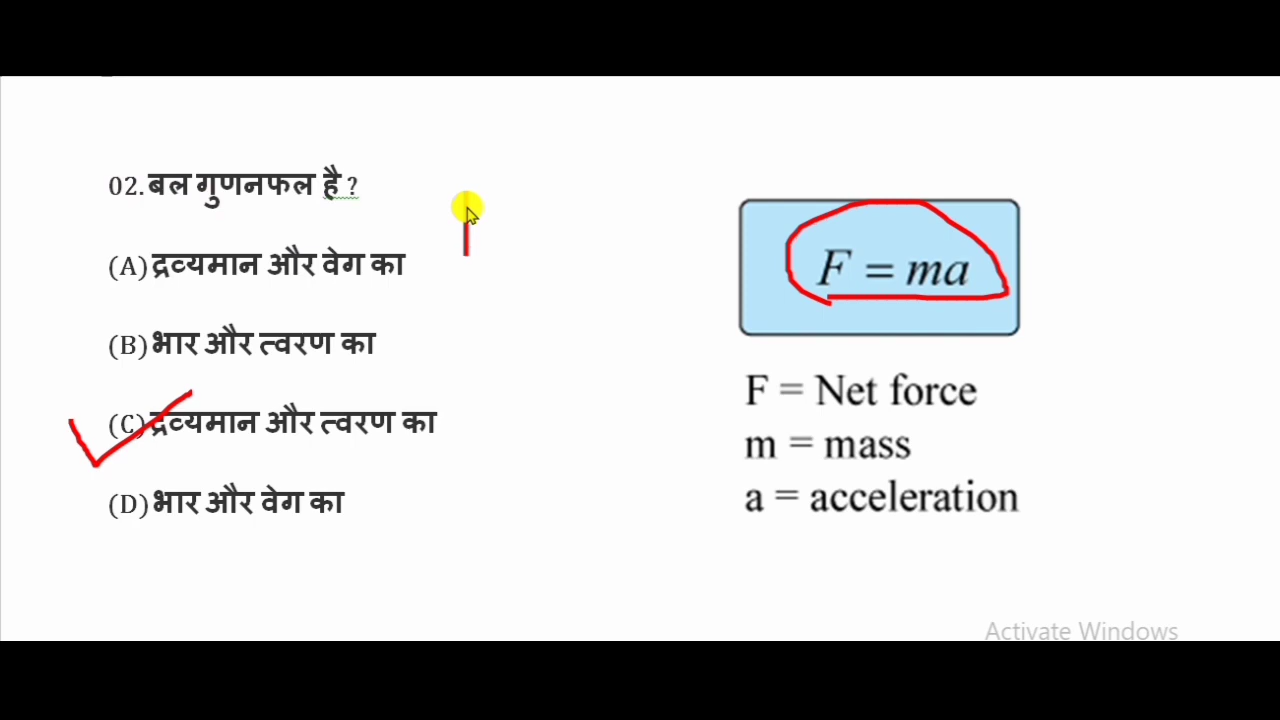 02.बल गुणनफल है ?
(A)द्रव्यमान और वेग का
(B)भार और त्वरण का
(C)द्रव्यमान और त्वरण का
(D)भार और वेग का
F = ma
F = Net force
m = mass
a = acceleration
Activate Windows